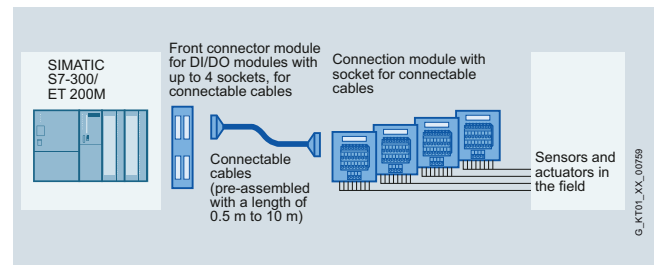 SIMATIC
S7-300/
ET 200M
Front connector module
for DI/DO modules with
up to 4 sockets, for
connectable cables
Connectable
cables
(pre-assembled
with a length of
0.5 m to 10 m)
Connection module with
socket for connectable
cables
Sensors and
actuators in
the field
G_KT01_XX_00759